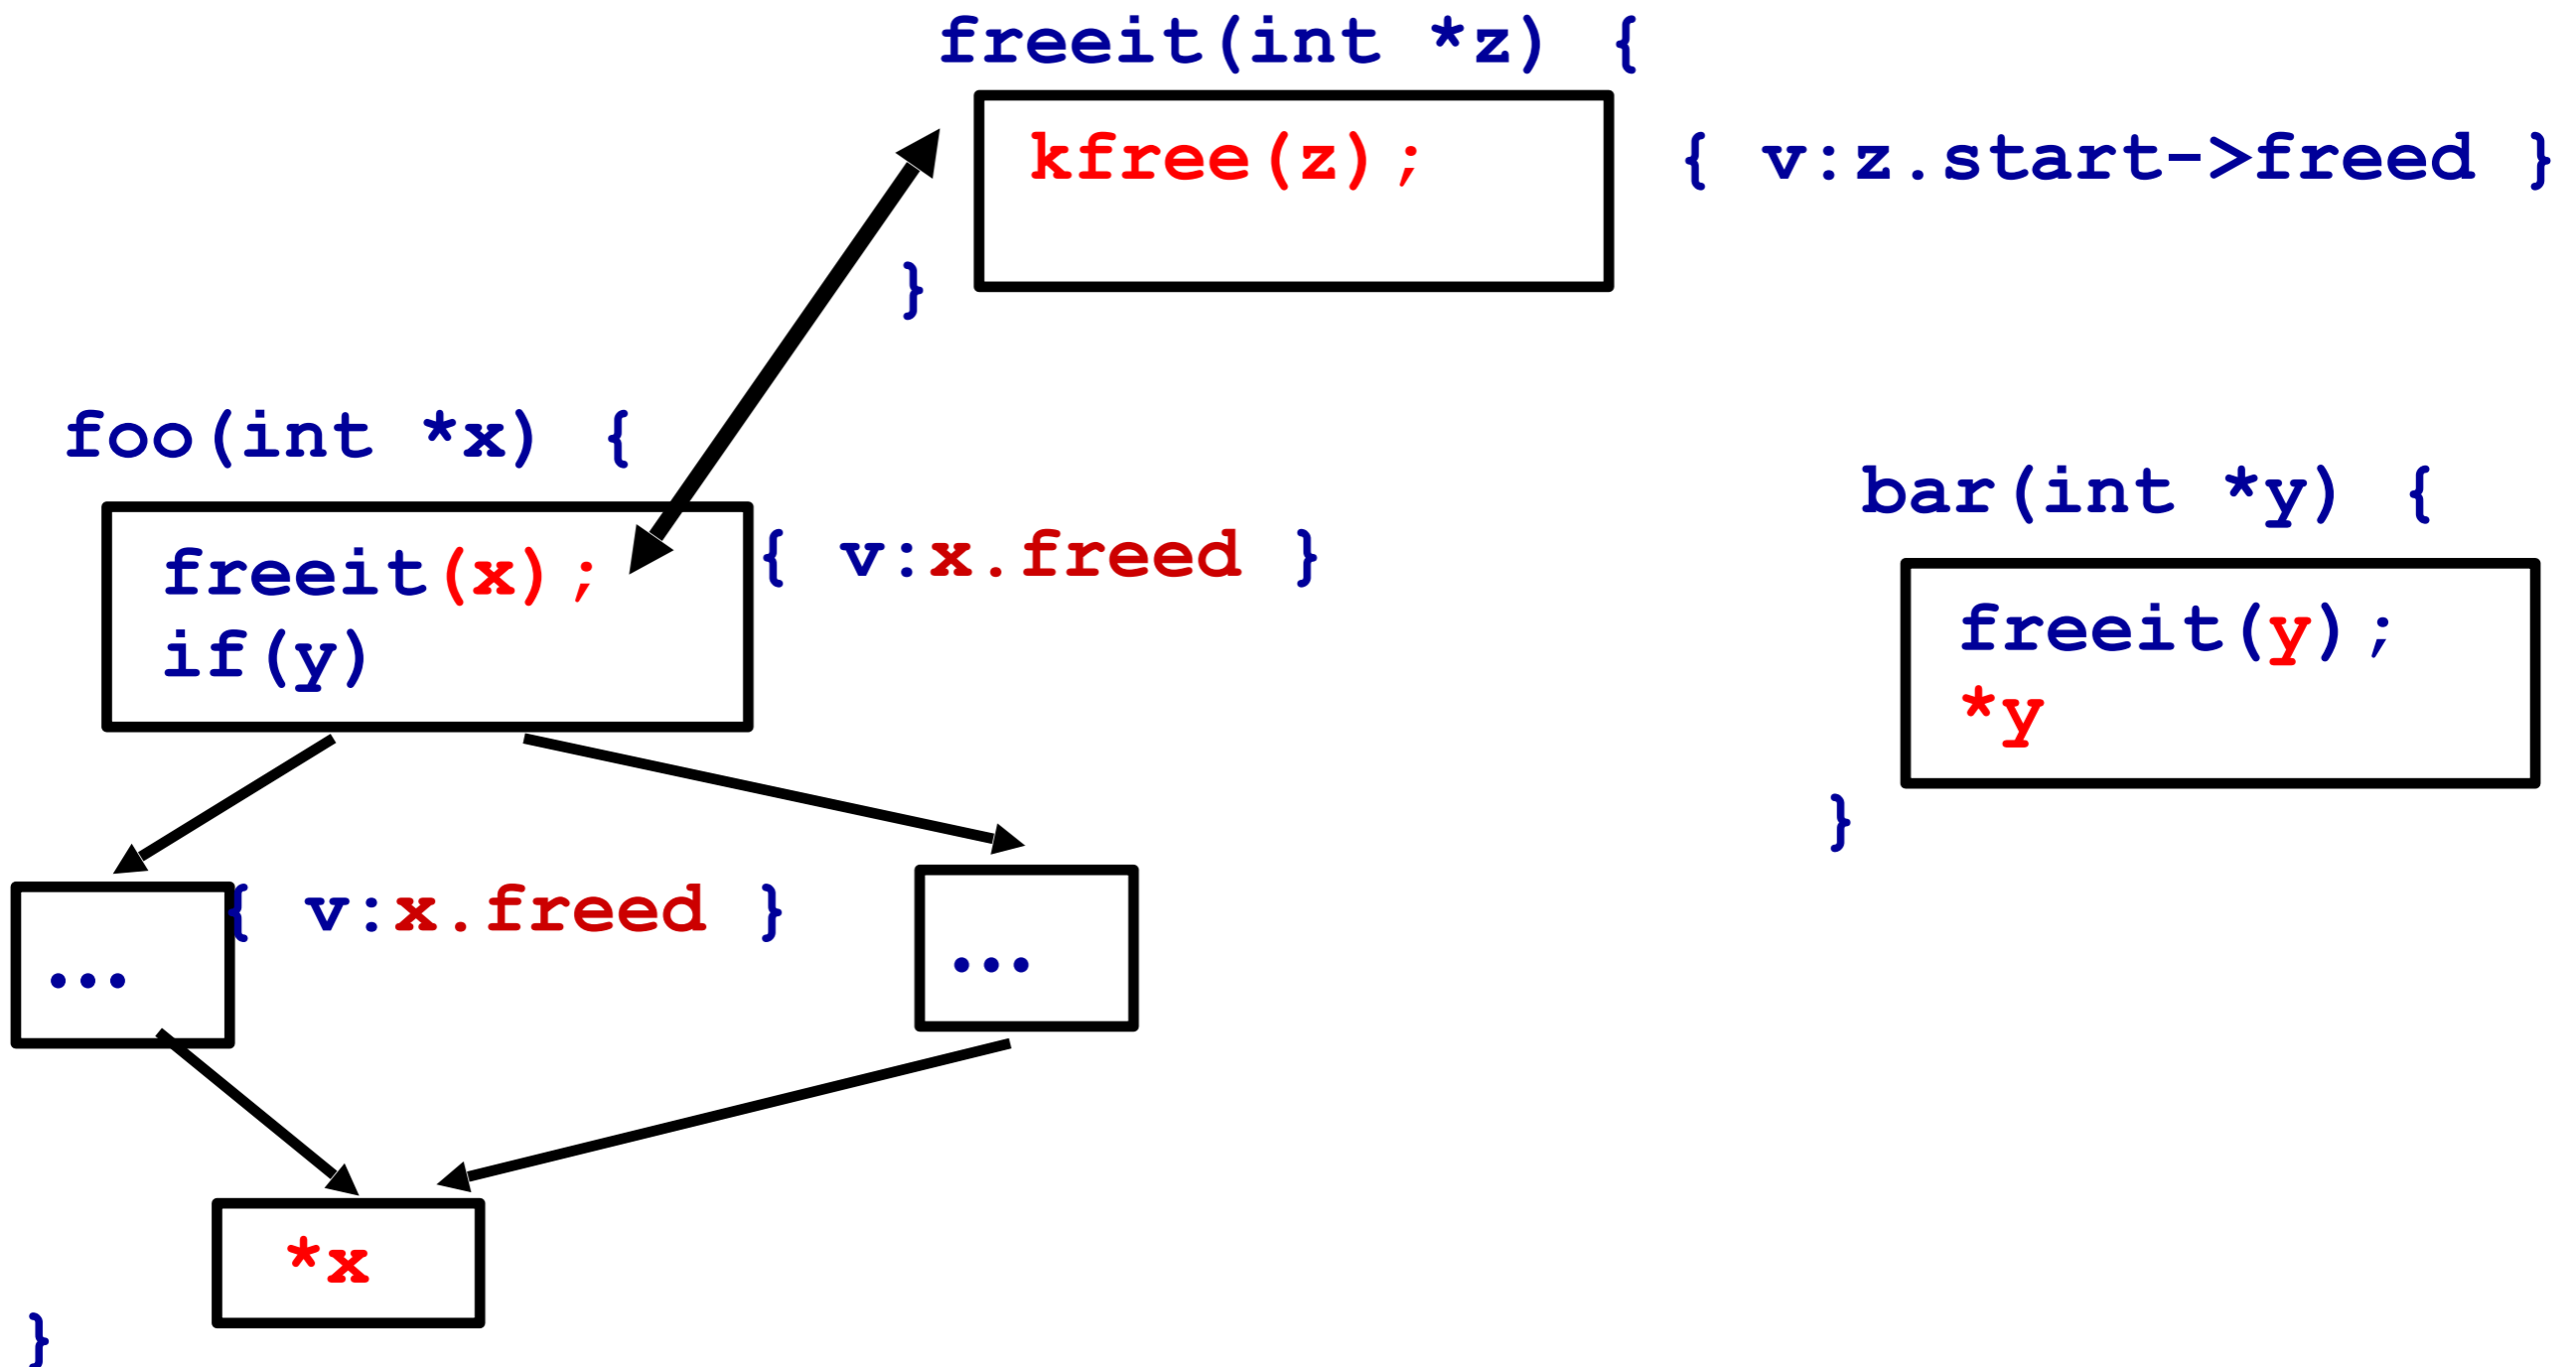 freeit(int *z) {
kfree(z);
{ v:z.start->freed }
}
foo(int *x) {
freeit(x);
if(y)
{ v:x.freed }
bar(int *y) {
freeit(y);
*y
}
...
{ v:x.freed }
...
*x
}